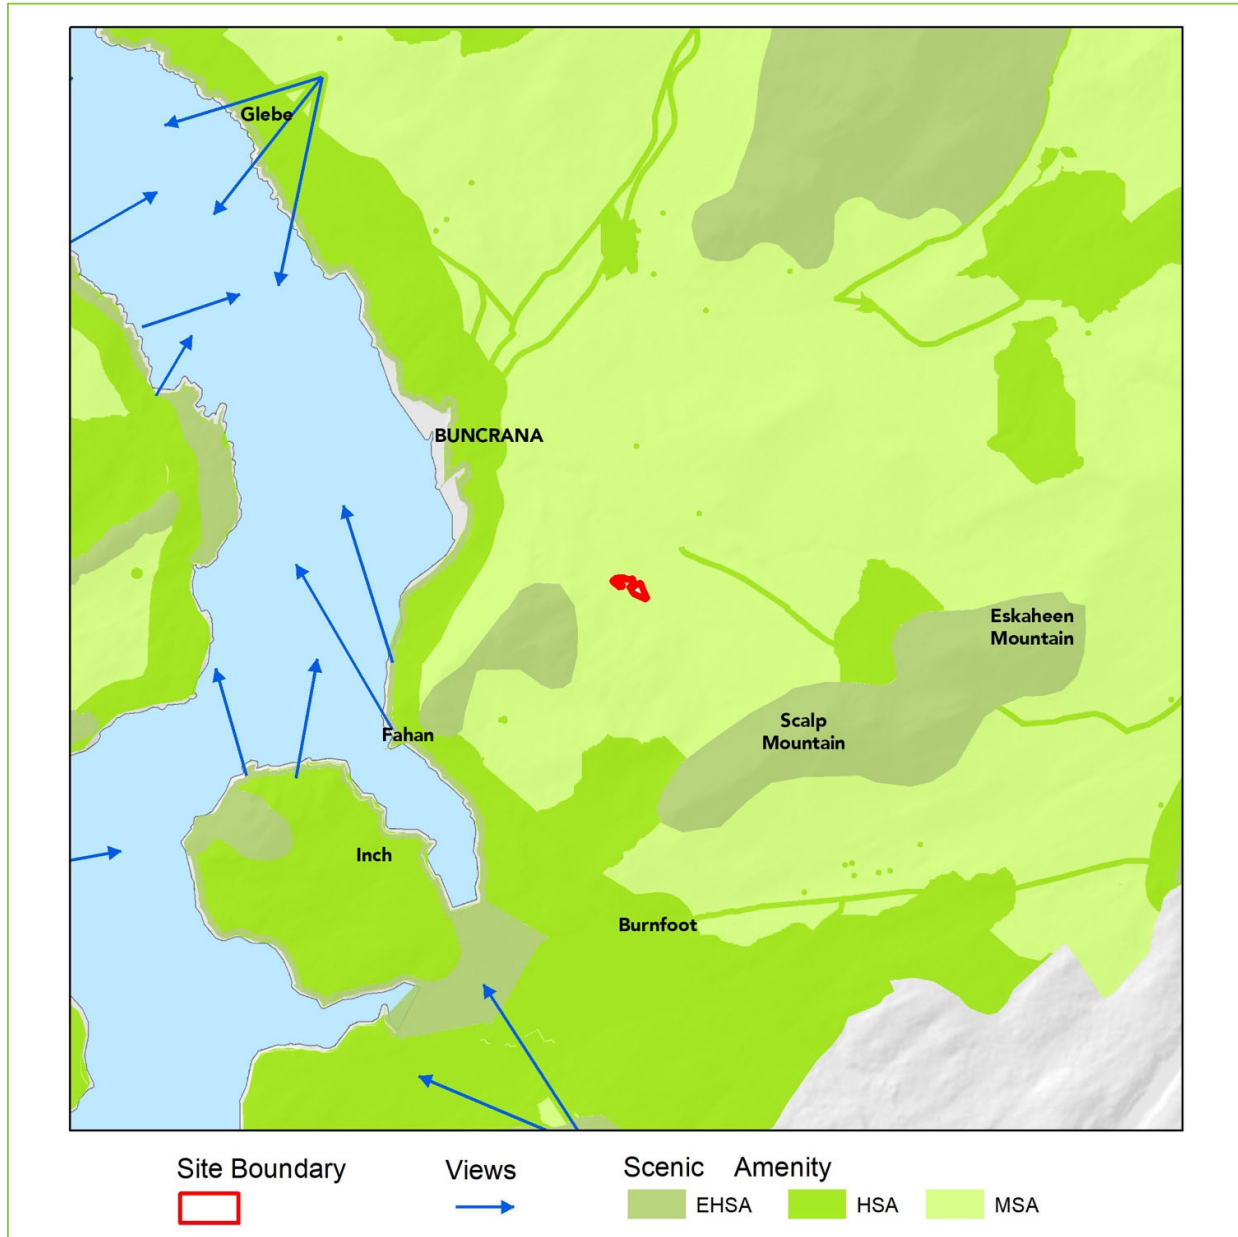 Glebe
BUNCRANA
Eskaheen
Mountain
Scalp
Mountain
Fahan
Inch
Burnfoot
Site Boundary
Views
Scenic Amenity
EHSA
HSA
MSA